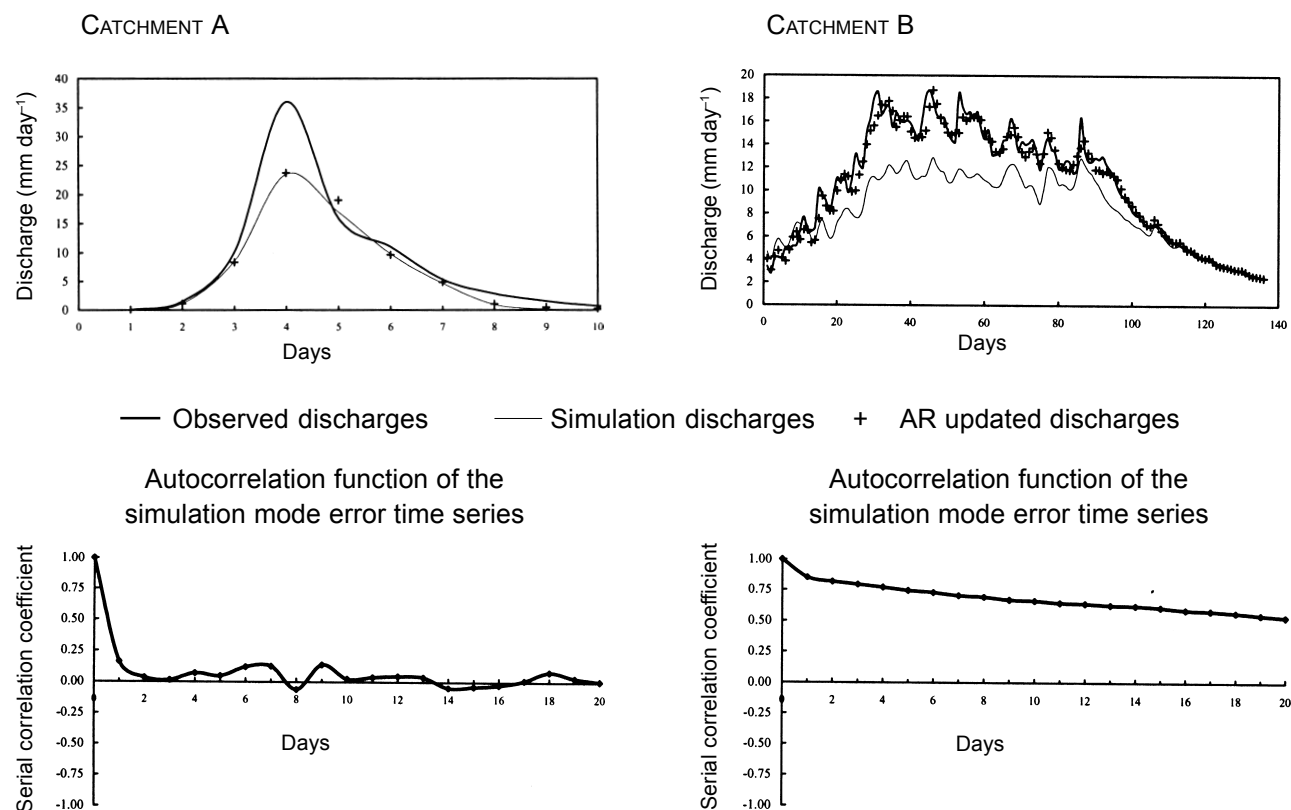 CATCHMENT A
CATCHMENT B
Discharge (mm day⁻¹)
40
35
30
25
20
15
10
5
0
0 1 2 3 4 5 6 7 8 9 10
Days
Discharge (mm day⁻¹)
20
18
16
14
12
10
8
6
4
2
0
0 20 40 60 80 100 120 140
Days
Observed discharges Simulation discharges + AR updated discharges
Autocorrelation function of the
simulation mode error time series
Serial correlation coefficient
1.00
0.75
0.50
0.25
0.00
-0.25
-0.50
-0.75
-1.00
0 2 4 6 8 10 12 14 16 18 20
Days
Autocorrelation function of the
simulation mode error time series
Serial correlation coefficient
1.00
0.75
0.50
0.25
0.00
-0.25
-0.50
-0.75
-1.00
0 2 4 6 8 10 12 14 16 18 20
Days